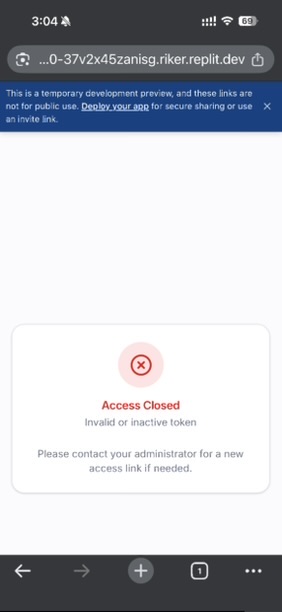 3:04
69
...0-37v2x45zanisg.riker.replit.dev
This is a temporary development preview, and these links are
not for public use. Deploy your app for secure sharing or use
an invite link.
Access Closed
Invalid or inactive token
Please contact your administrator for a new
access link if needed.
1